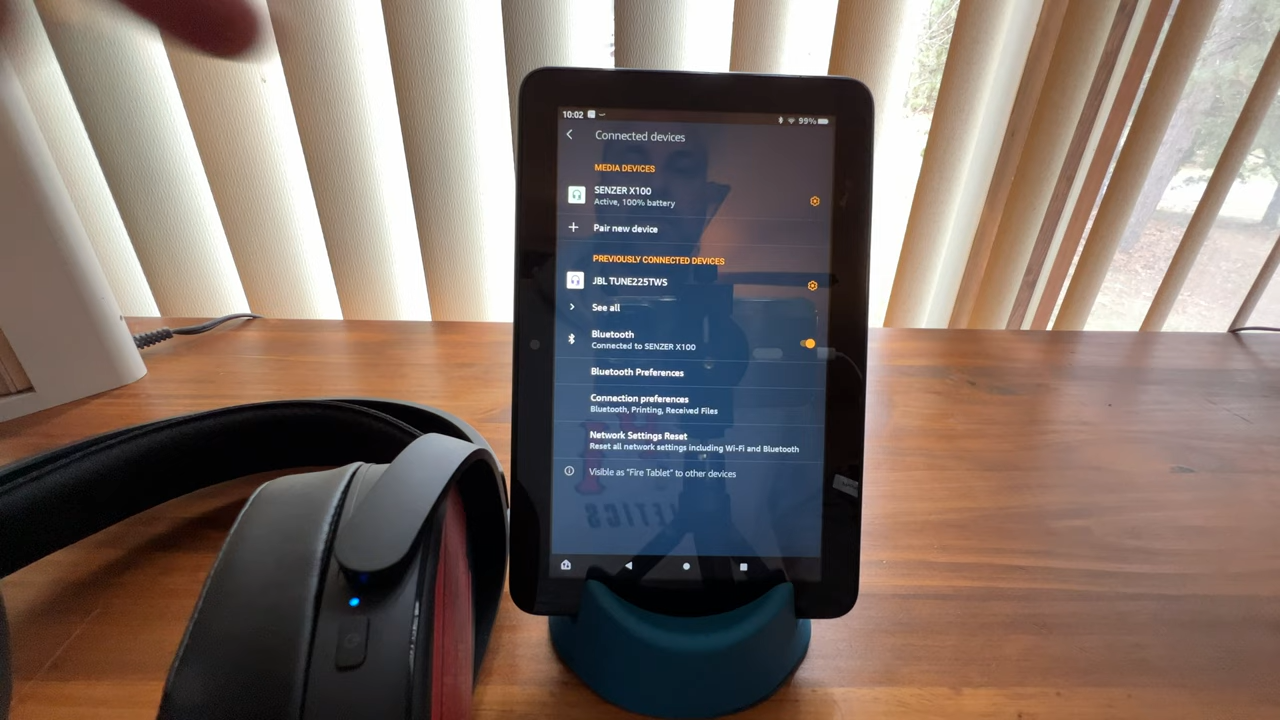 10:02 99%
Connected devices
MEDIA DEVICES
SENZER X100
Active, 100% battery
Pair new device
PREVIOUSLY CONNECTED DEVICES
JBL TUNE225TWS
See all
Bluetooth
Connected to SENZER X100
Bluetooth Preferences
Connection preferences
Bluetooth, Printing, Received Files
Network Settings Reset
Reset all network settings including Wi-Fi and Bluetooth
Visible as "Fire Tablet" to other devices